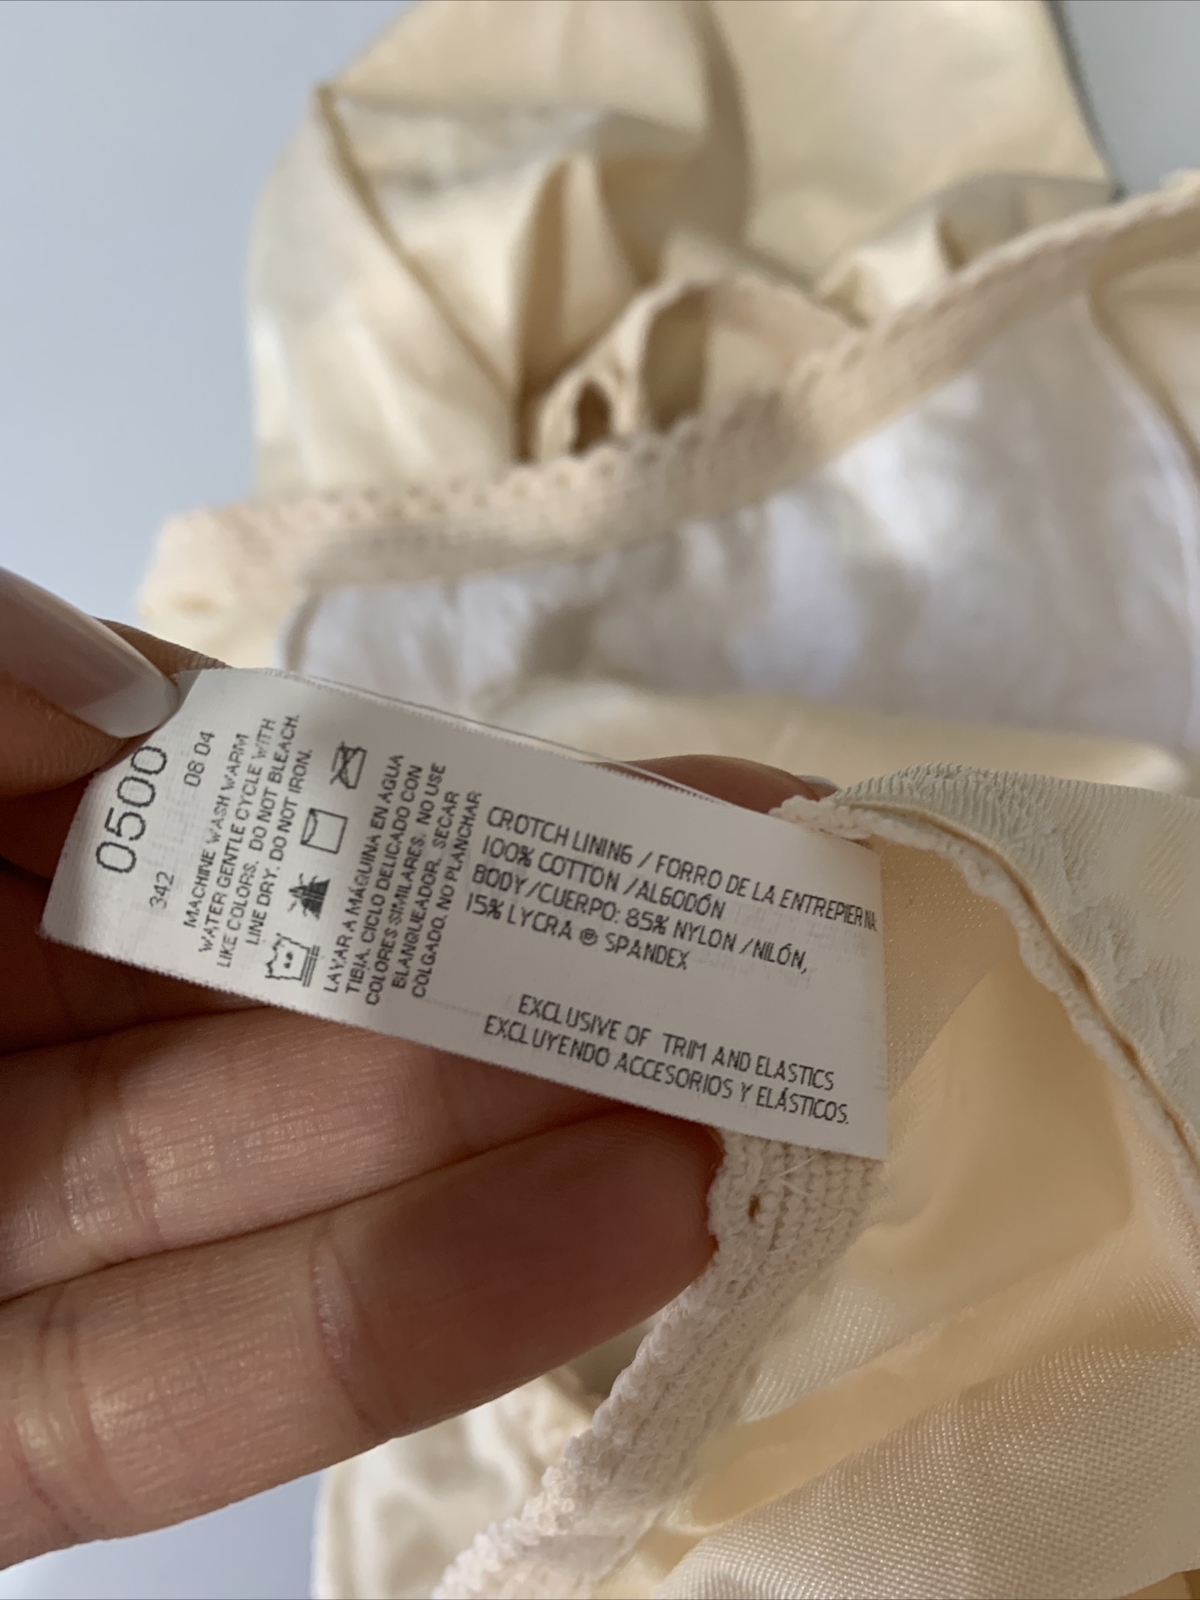 0500
342 08 04
MACHINE WASH WARM
WATER GENTLE CYCLE WITH
LIKE COLORS. DO NOT BLEACH.
LINE DRY. DO NOT IRON.
LAVAR A MÁQUINA EN AGUA
TIBIA. CICLO DELICADO CON
COLORES SIMILARES. NO USE
BLANQUEADOR. SECAR
COLGADO. NO PLANCHAR
CROTCH LINING / FORRO DE LA ENTREPIERNA
100% COTTON / ALGODÓN
BODY/CUERPO: 85% NYLON / NILÓN,
15% LYCRA ® SPANDEX
EXCLUSIVE OF TRIM AND ELASTICS
EXCLUYENDO ACCESORIOS Y ELÁSTICOS.